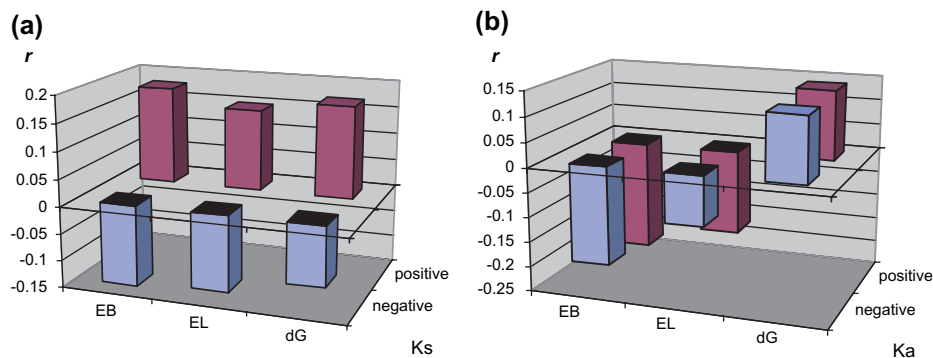 (a)
r
0.2
0.15
0.1
0.05
0
-0.05
-0.1
-0.15
EB
EL
dG
negative
positive
Ks
(b)
r
0.15
0.1
0.05
0
-0.05
-0.1
-0.15
-0.2
-0.25
EB
EL
dG
negative
positive
Ka